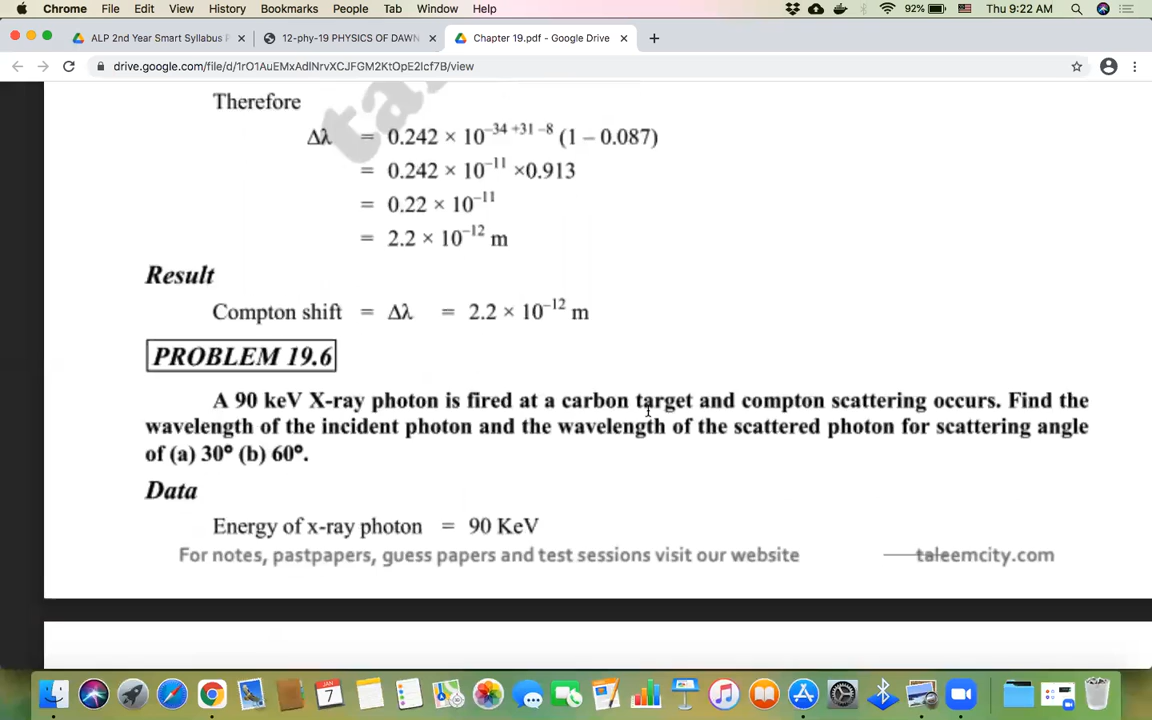 Chrome File Edit View History Bookmarks People Tab Window Help 92% Thu 9:22 AM
ALP 2nd Year Smart Syllabus 12-phy-19 PHYSICS OF DAWN Chapter 19.pdf - Google Drive
drive.google.com/file/d/1rO1AuEMxAdlNrvXCJFGM2KtOpE2Icf7B/view
Therefore
Δλ = 0.242 × 10⁻³⁴ ⁺³¹ ⁻⁸ (1 – 0.087)
= 0.242 × 10⁻¹¹ ×0.913
= 0.22 × 10⁻¹¹
= 2.2 × 10⁻¹² m
Result
Compton shift = Δλ = 2.2 × 10⁻¹² m
PROBLEM 19.6
A 90 keV X-ray photon is fired at a carbon target and compton scattering occurs. Find the
wavelength of the incident photon and the wavelength of the scattered photon for scattering angle
of (a) 30° (b) 60°.
Data
Energy of x-ray photon = 90 KeV
For notes, pastpapers, guess papers and test sessions visit our website taleemcity.com
JAN
7